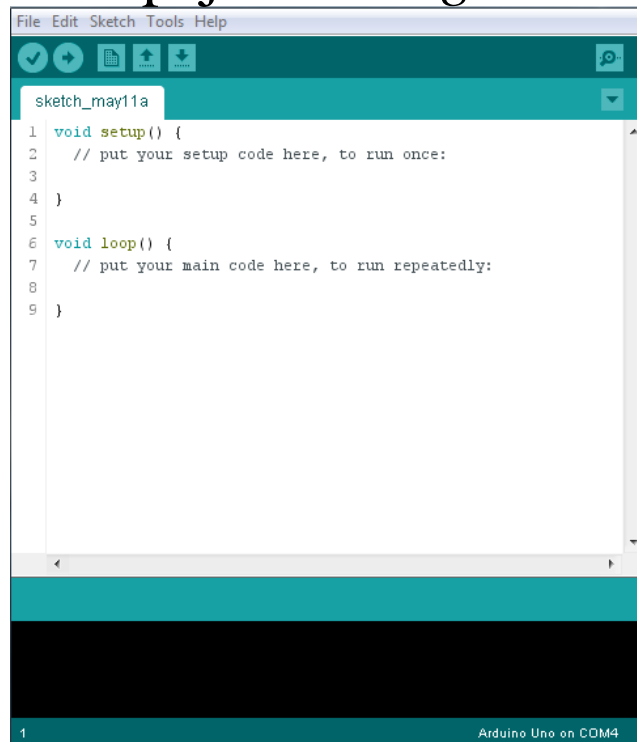 File Edit Sketch Tools Help
sketch_may11a
1 void setup() {
2 // put your setup code here, to run once:
3
4 }
5
6 void loop() {
7 // put your main code here, to run repeatedly:
8
9 }
1 Arduino Uno on COM4